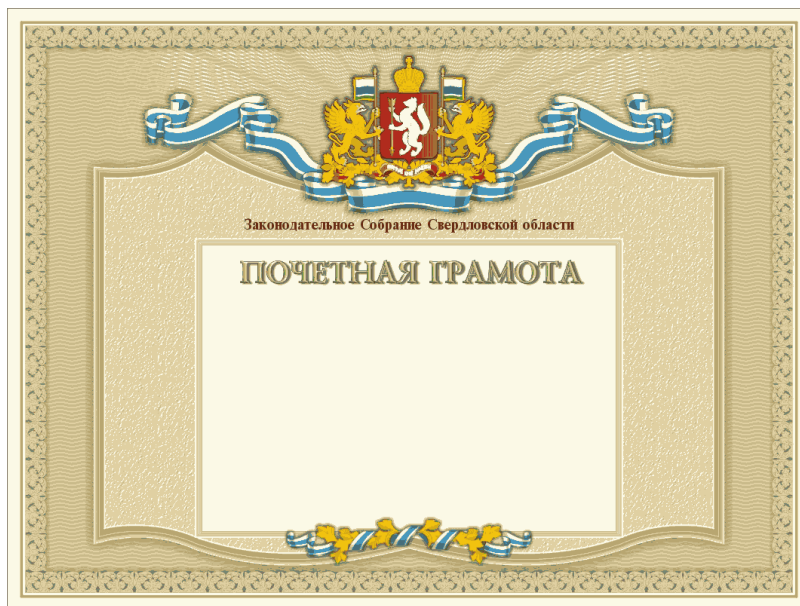 Законодательное Собрание Свердловской области
ПОЧЕТНАЯ ГРАМОТА